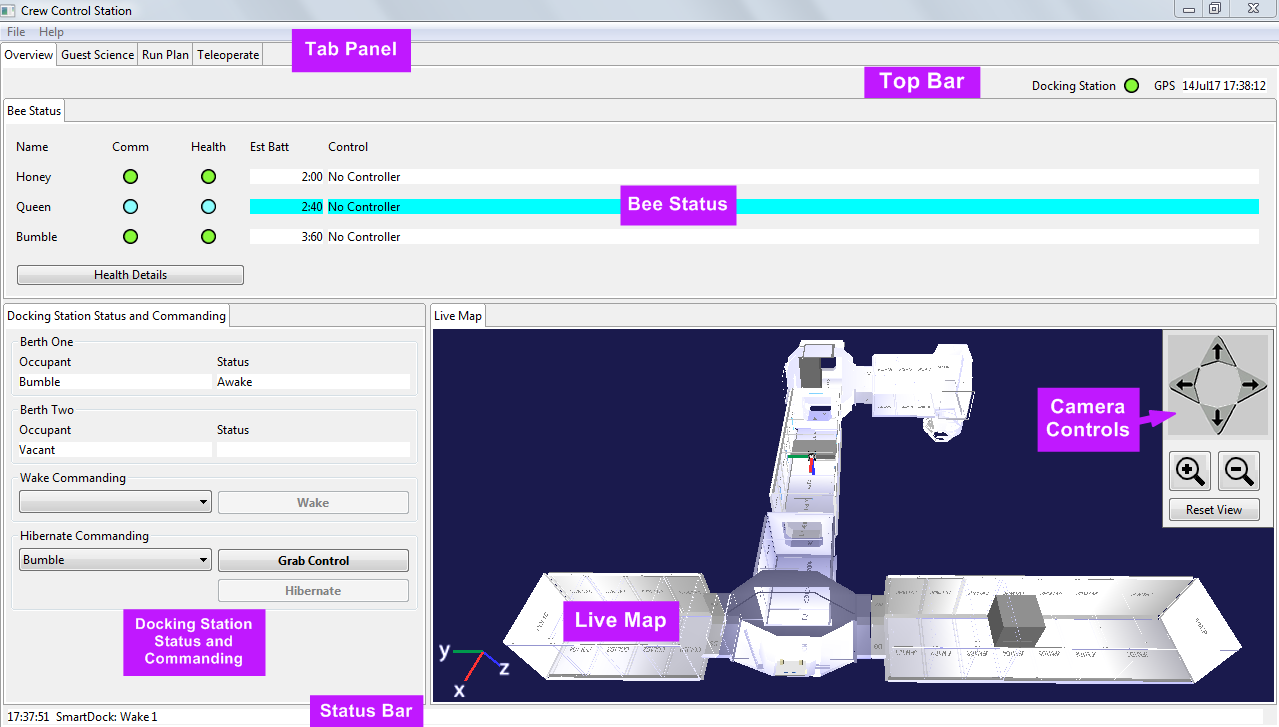 Crew Control Station
File Help
Tab Panel
Overview Guest Science Run Plan Teleoperate
Top Bar
Docking Station GPS 14Jul17 17:38:12
Bee Status
Name Comm Health Est Batt Control
Honey 2:00 No Controller
Queen 2:40 No Controller
Bee Status
Bumble 3:60 No Controller
Health Details
Docking Station Status and Commanding
Berth One
Occupant Status
Bumble Awake
Berth Two
Occupant Status
Vacant
Wake Commanding
Wake
Hibernate Commanding
Bumble Grab Control
Hibernate
Docking Station
Status and
Commanding
Live Map
Camera
Controls
Reset View
Live Map
y
z
x
Status Bar
17:37:51 SmartDock: Wake 1